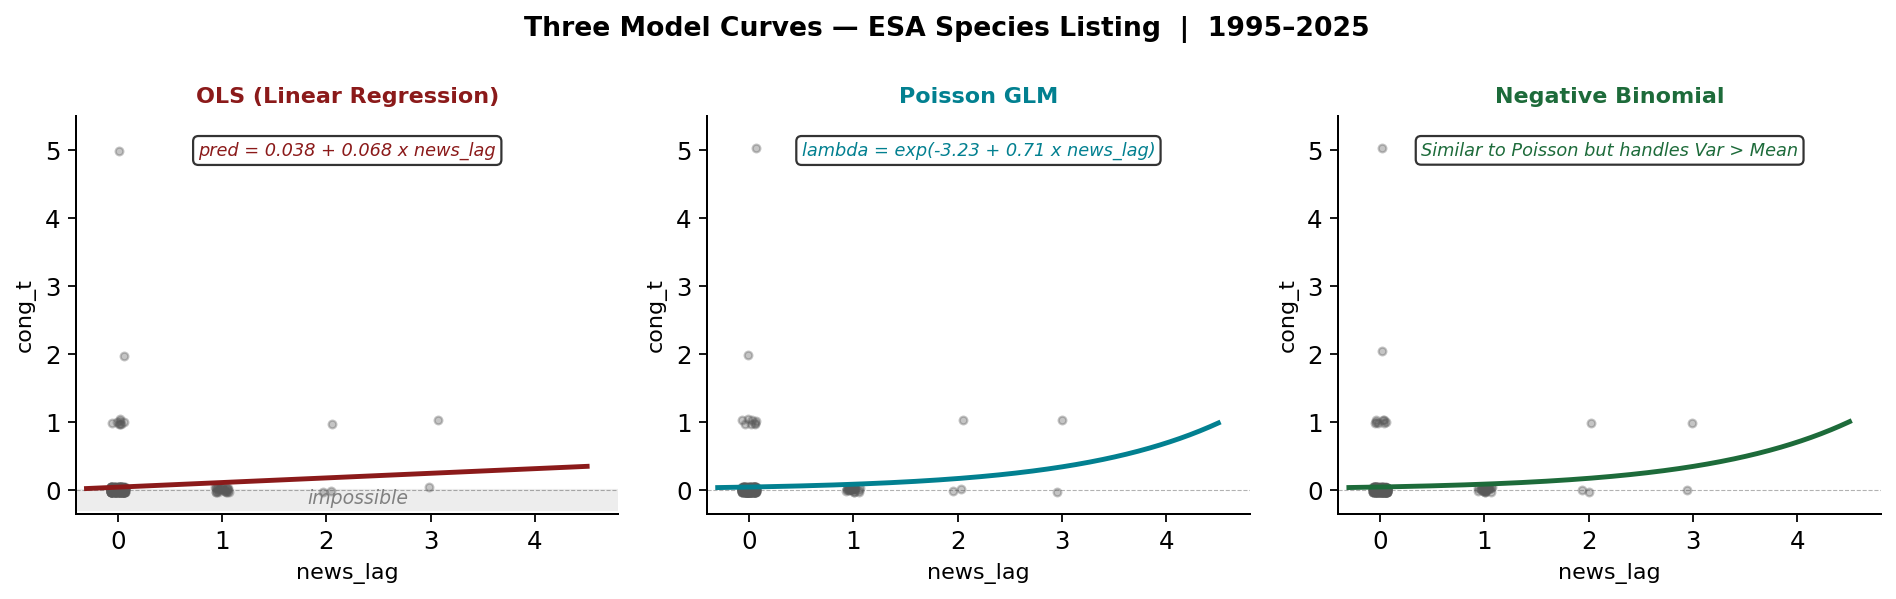 Three Model Curves — ESA Species Listing | 1995–2025
OLS (Linear Regression)
pred = 0.038 + 0.068 x news_lag
5
4
3
2
1
0
cong_t
impossible
0 1 2 3 4
news_lag
Poisson GLM
lambda = exp(-3.23 + 0.71 x news_lag)
5
4
3
2
1
0
cong_t
0 1 2 3 4
news_lag
Negative Binomial
Similar to Poisson but handles Var > Mean
5
4
3
2
1
0
cong_t
0 1 2 3 4
news_lag